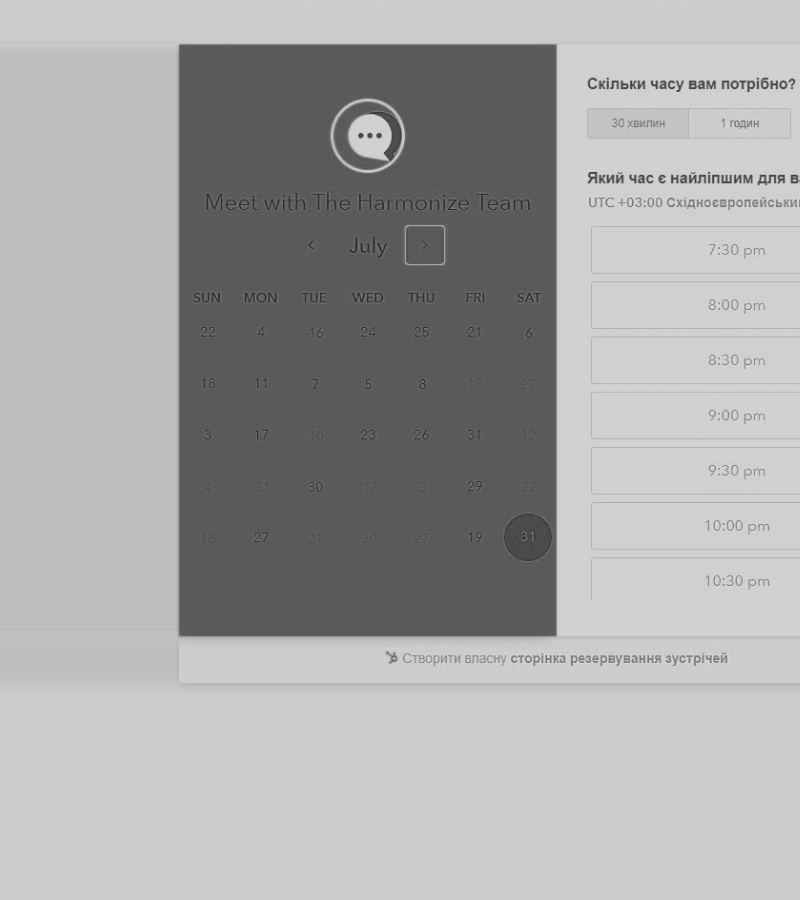 Meet with The Harmonize Team
July
SUN MON TUE WED THU FRI SAT
22 4 16 24 25 21 6
18 11 7 5 8 12 27
3 17 10 23 26 31 12
4 31 30 17 3 29 22
18 27 21 30 27 19 31
Скільки часу вам потрібно?
30 хвилин 1 годин
Який час є найліпшим для
UTC +03:00
7:30 pm
8:00 pm
8:30 pm
9:00 pm
9:30 pm
10:00 pm
10:30 pm
Створити власну сторінка резервування зустрічей